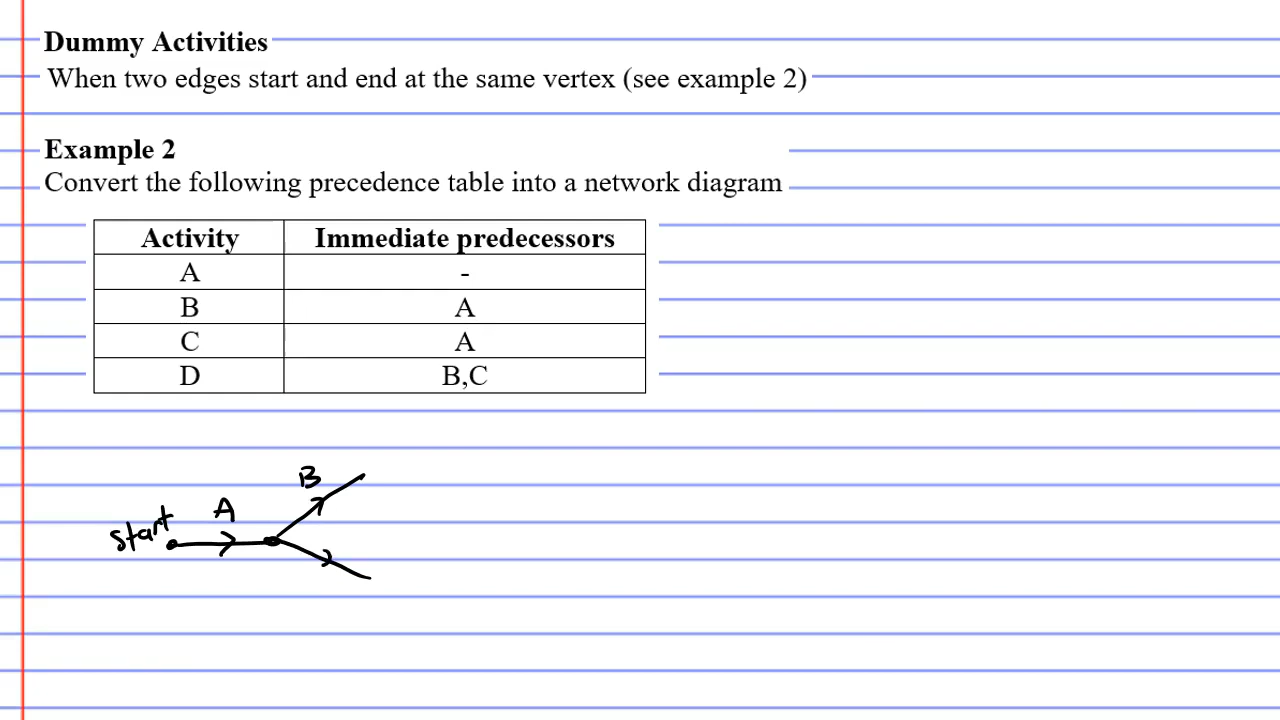 Dummy Activities
When two edges start and end at the same vertex (see example 2)
Example 2
Convert the following precedence table into a network diagram
Activity Immediate predecessors
A -
B A
C A
D B,C
B
A
start